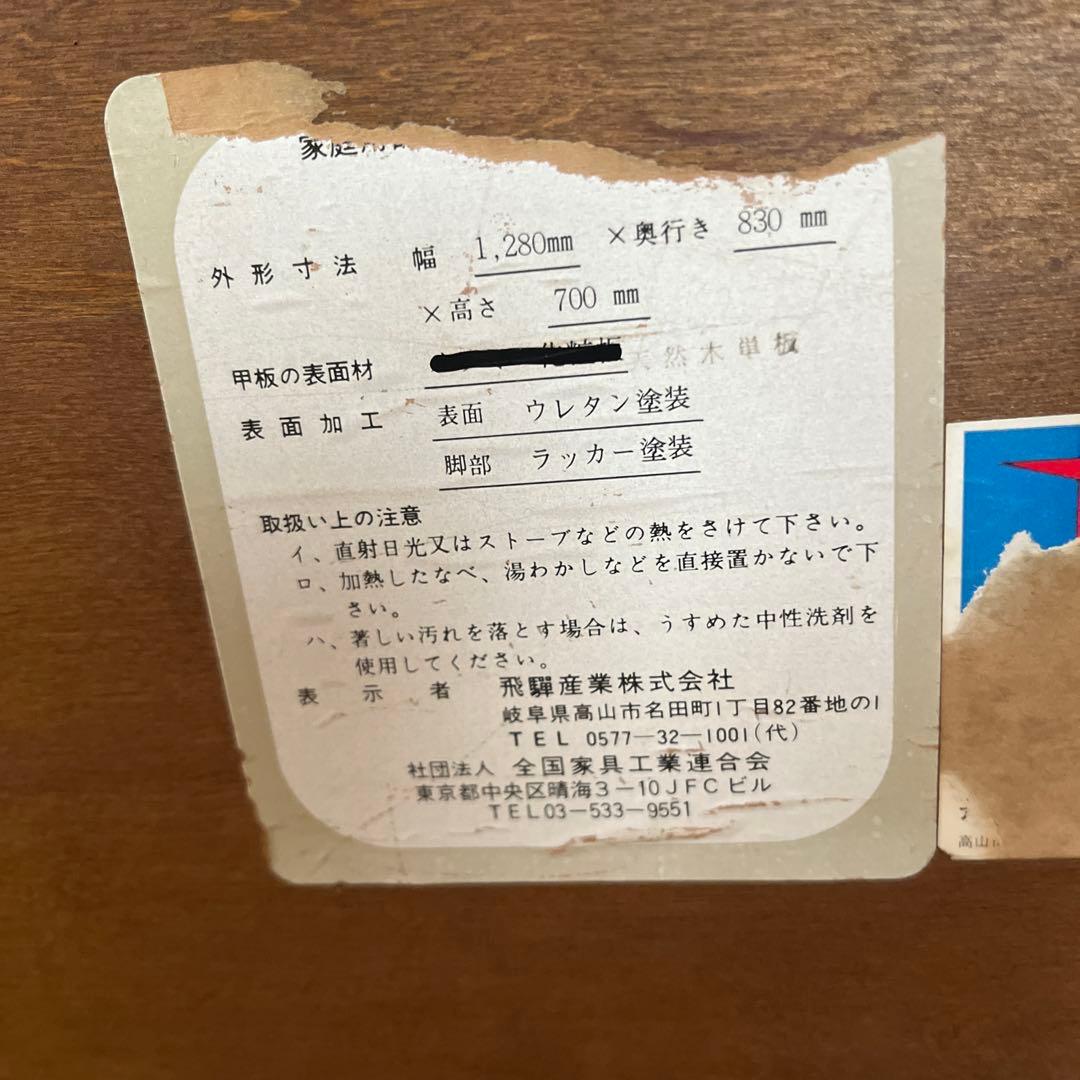 家庭用
外形寸法 幅 1,280mm ×奥行き 830 mm
×高さ 700 mm
甲板の表面材 化粧板 天然木単板
表面加工 表面 ウレタン塗装
脚部 ラッカー塗装
取扱い上の注意
イ、直射日光又はストーブなどの熱をさけて下さい。
ロ、加熱したなべ、湯わかしなどを直接置かないで下
さい。
ハ、著しい汚れを落とす場合は、うすめた中性洗剤を
使用してください。
表示者 飛驒産業株式会社
岐阜県高山市名田町1丁目82番地の1
TEL 0577-32-1001(代)
社団法人 全国家具工業連合会
東京都中央区晴海3-10JFCビル
TEL03-533-9551
高山